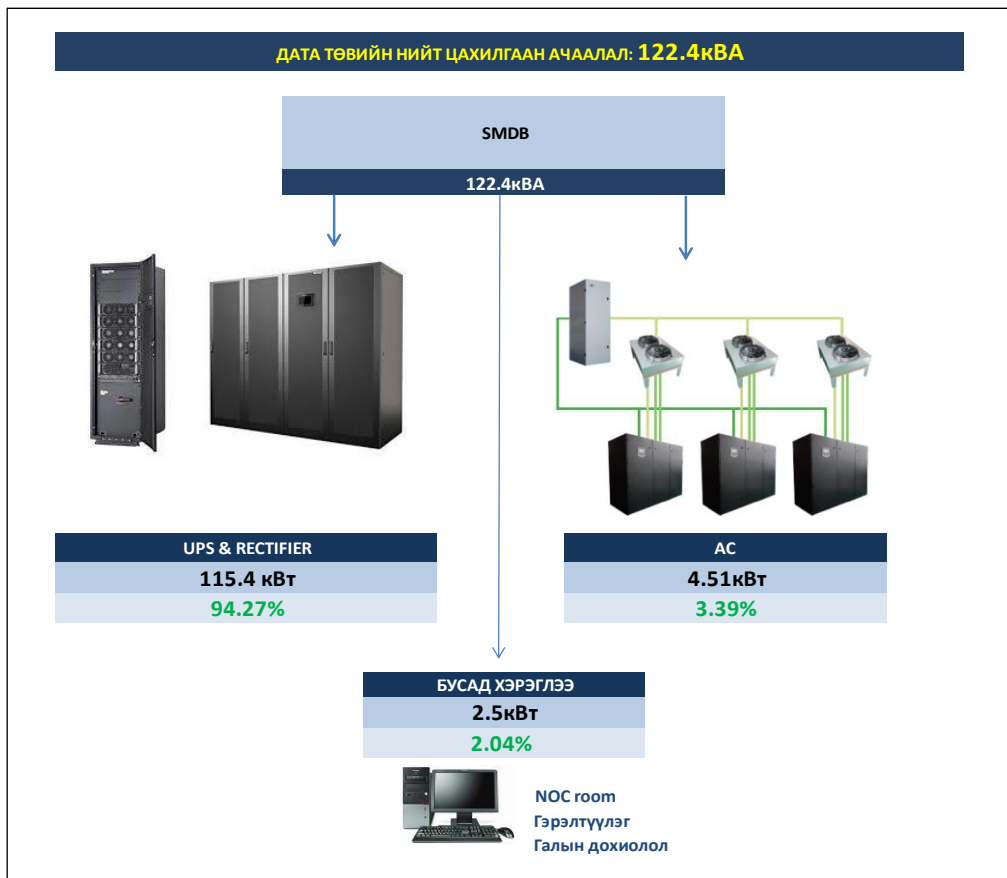 ДАТА ТӨВИЙН НИЙТ ЦАХИЛГААН АЧААЛАЛ: 122.4кВА
SMDB
122.4кВА
UPS & RECTIFIER
115.4 кВт
94.27%
AC
4.51кВт
3.39%
БУСАД ХЭРЭГЛЭЭ
2.5кВт
2.04%
NOC room
Гэрэлтүүлэг
Галын дохиолол